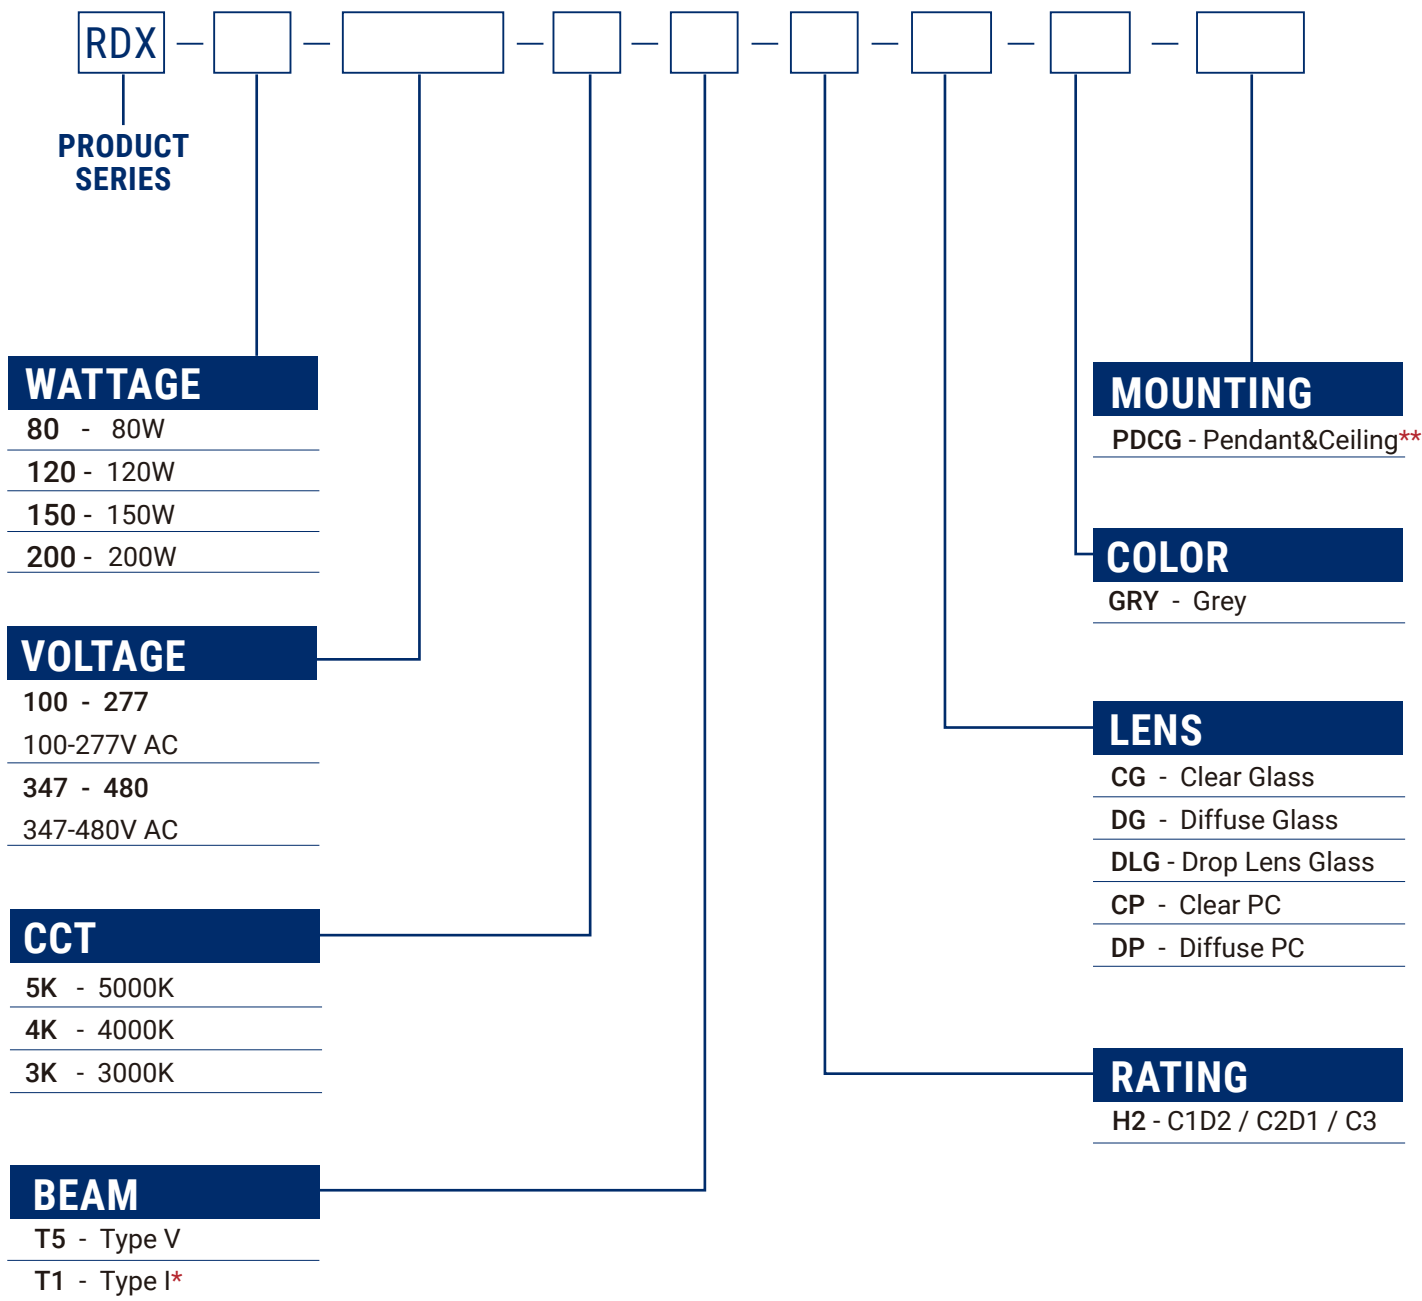 RDX — — — — — — — —
PRODUCT
SERIES
WATTAGE
80 - 80W
120 - 120W
150 - 150W
200 - 200W
VOLTAGE
100 - 277
100-277V AC
347 - 480
347-480V AC
CCT
5K - 5000K
4K - 4000K
3K - 3000K
BEAM
T5 - Type V
T1 - Type I*
MOUNTING
PDCG - Pendant&Ceiling**
COLOR
GRY - Grey
LENS
CG - Clear Glass
DG - Diffuse Glass
DLG - Drop Lens Glass
CP - Clear PC
DP - Diffuse PC
RATING
H2 - C1D2 / C2D1 / C3